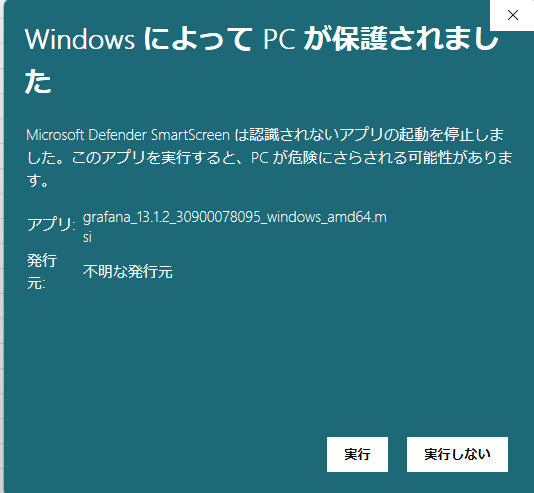 Windows によって PC が保護されまし
た
Microsoft Defender SmartScreen は認識されないアプリの起動を停止しま
した。このアプリを実行すると、PC が危険にさらされる可能性がありま
す。
アプリ: grafana_13.1.2_30900078095_windows_amd64.m
si
発行
元: 不明な発行元
実行 実行しない